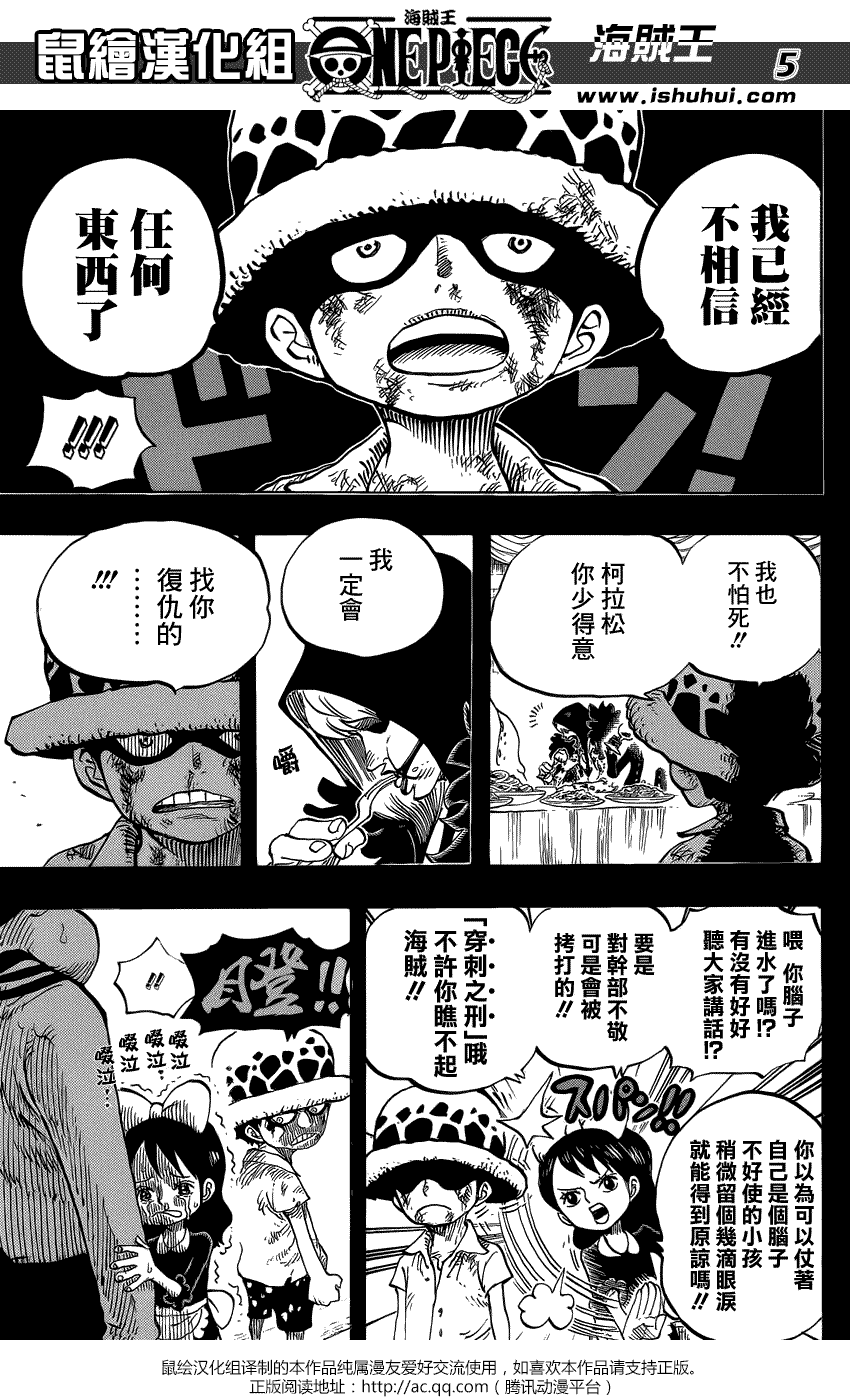 鼠繪漢化組
海賊王
ONE PIECE
海賊王
5
www.ishuhui.com
我已經
不相信
任何
東西了
!!!
ドン!
我也
不怕死!!
柯拉松
你少得意
我
一定會
嚼
找你
復仇的
………
!!!
喂 你腦子
進水了嗎!?
有沒有好好
聽大家講話!?
要是
對幹部不敬
可是會被
拷打的!!
「穿刺之刑」哦
不許你瞧不起
海賊!!
スパン!!
你以為可以仗著
自己是個腦子
不好使的小孩
稍微留個幾滴眼淚
就能得到原諒嗎!!
瞪!!
!!
啜泣
啜泣…
啜泣…
啜泣…
鼠绘汉化组译制的本作品纯属漫友爱好交流使用，如喜欢本作品请支持正版。
正版阅读地址：http://ac.qq.com（腾讯动漫平台）